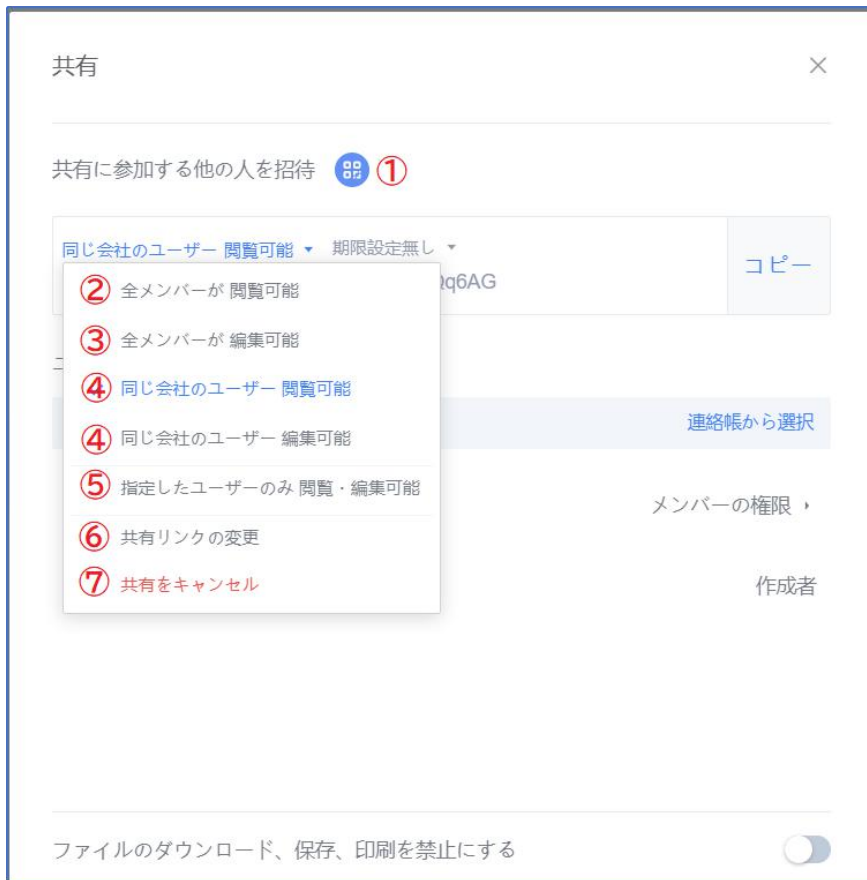 共有
共有に参加する他の人を招待 ①
同じ会社のユーザー 閲覧可能 期限設定無し
q6AG
コピー
② 全メンバーが 閲覧可能
③ 全メンバーが 編集可能
④ 同じ会社のユーザー 閲覧可能
④ 同じ会社のユーザー 編集可能
連絡帳から選択
⑤ 指定したユーザーのみ 閲覧・編集可能
メンバーの権限
⑥ 共有リンクの変更
⑦ 共有をキャンセル
作成者
ファイルのダウンロード、保存、印刷を禁止にする